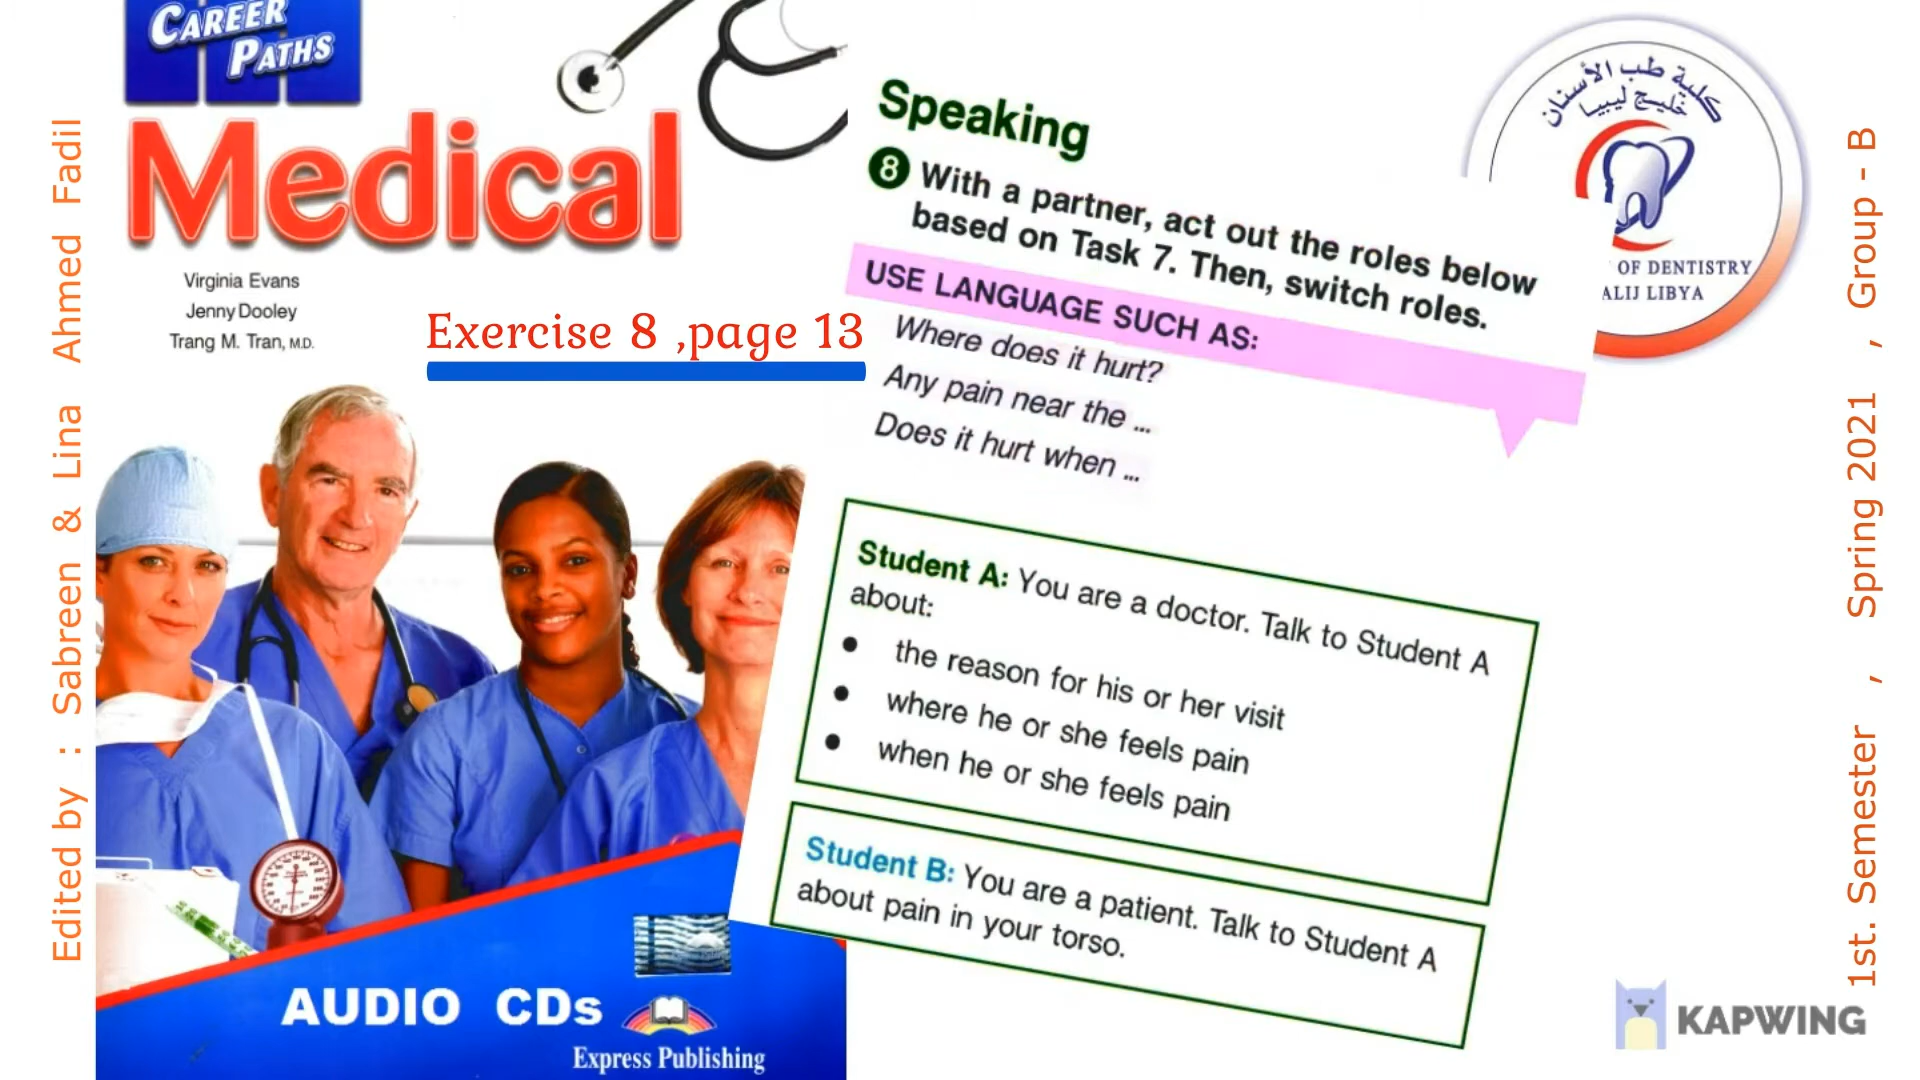 CAREER
PATHS
Medical
Virginia Evans
Jenny Dooley
Trang M. Tran, M.D.
Exercise 8 ,page 13
AUDIO CDs
Express Publishing
Edited by : Sabreen & Lina Ahmed Fadil
Speaking
8 With a partner, act out the roles below
based on Task 7. Then, switch roles.
USE LANGUAGE SUCH AS:
Where does it hurt?
Any pain near the ...
Does it hurt when ...
Student A: You are a doctor. Talk to Student A
about:
• the reason for his or her visit
• where he or she feels pain
• when he or she feels pain
Student B: You are a patient. Talk to Student A
about pain in your torso.
كلية طب الأسنان
خليج ليبيا
OF DENTISTRY
ALIJ LIBYA
1st. Semester , Spring 2021 , Group - B
KAPWING